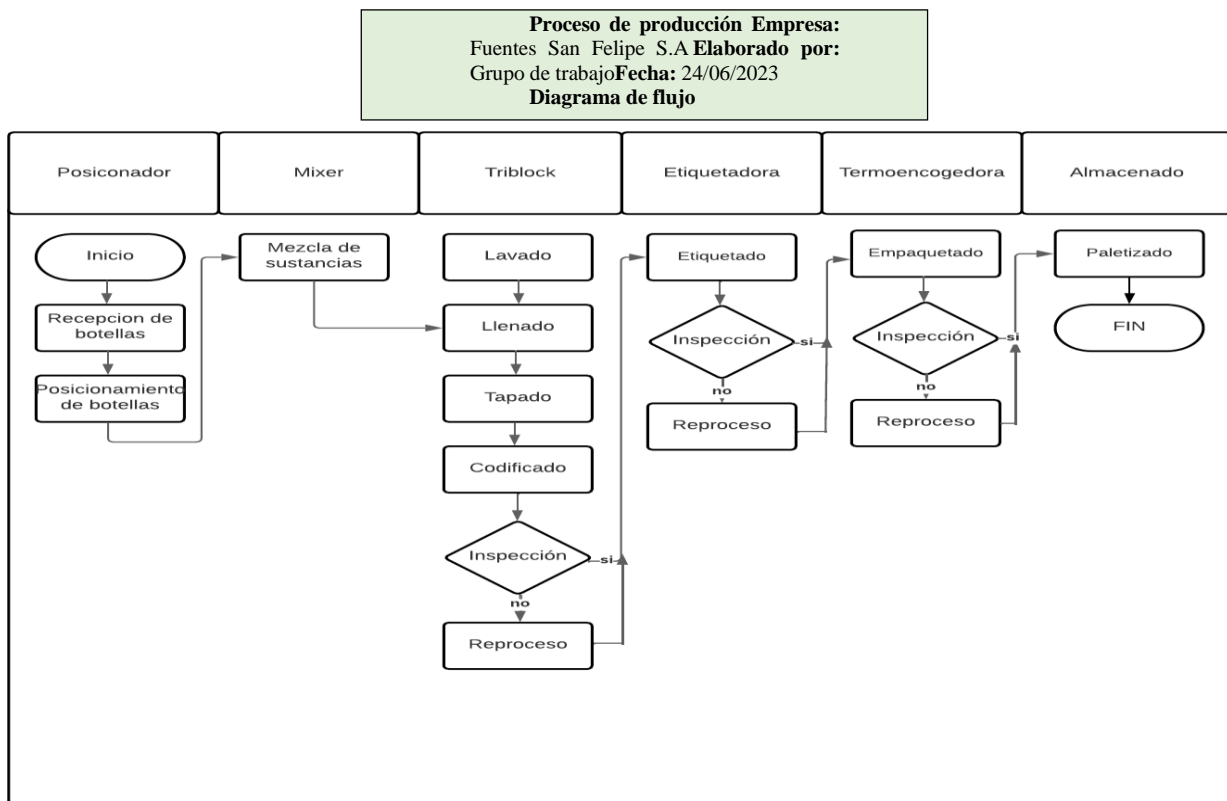 Proceso de producción Empresa:
Fuentes San Felipe S.A Elaborado por:
Grupo de trabajoFecha: 24/06/2023
Diagrama de flujo
Posiconador
Mixer
Triblock
Etiquetadora
Termoencogedora
Almacenado
Inicio
Recepcion de
botellas
Posicionamiento
de botellas
Mezcla de
sustancias
Lavado
Llenado
Tapado
Codificado
Inspección
si
no
Reproceso
Etiquetado
Inspección
si
no
Reproceso
Empaquetado
Inspección
si
no
Reproceso
Paletizado
FIN